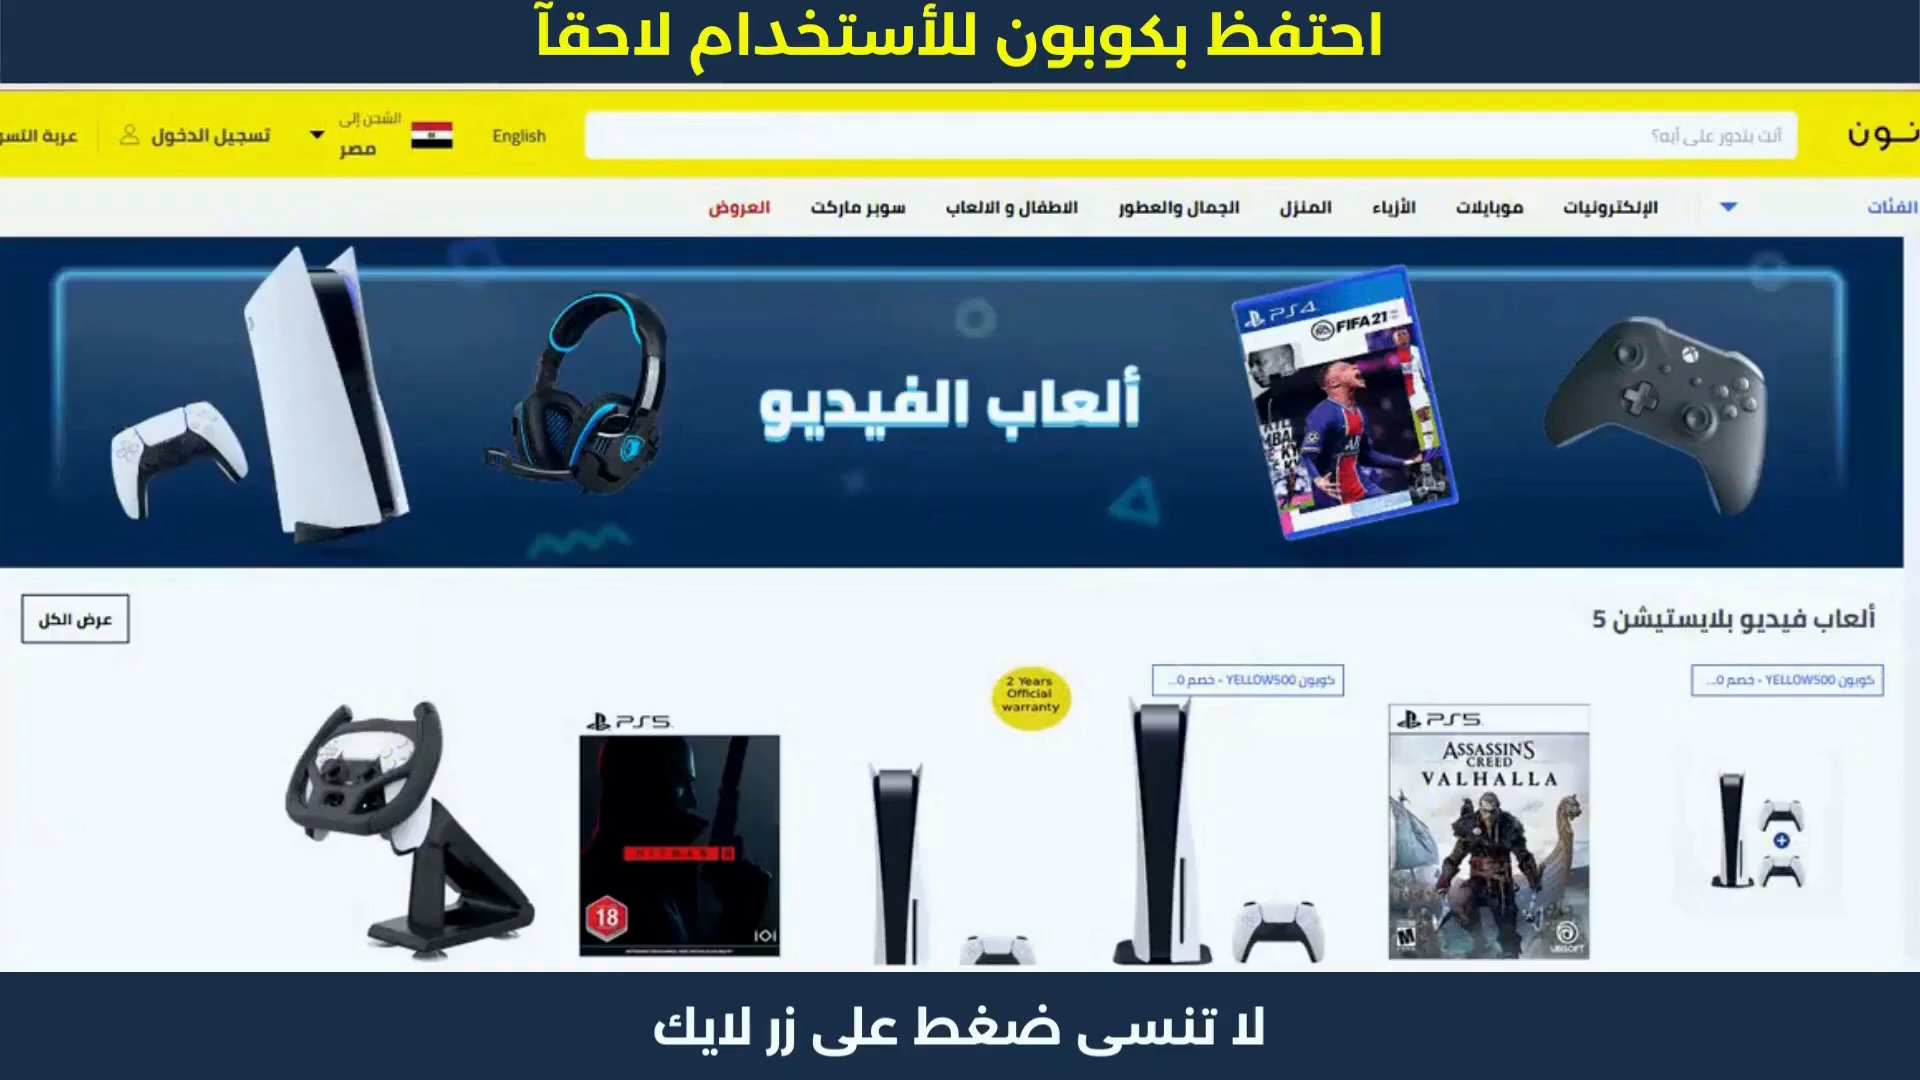 احتفظ بكوبون للأستخدام لاحقآ
نون
أنت بتدور على أيه؟
English
الشحن إلى
مصر
تسجيل الدخول
عربة التسو
الفئات
الإلكترونيات
موبايلات
الأزياء
المنزل
الجمال والعطور
الاطفال و الالعاب
سوبر ماركت
العروض
ألعاب الفيديو
PS4
FIFA 21
ألعاب فيديو بلايستيشن 5
عرض الكل
كوبون YELLOW500 - خصم 0...
كوبون YELLOW500 - خصم 0...
2 Years
Official
warranty
PS5
ASSASSIN'S
CREED
VALHALLA
M
UBISOFT
PS5
HITMAN
18
لا تنسى ضغط على زر لايك